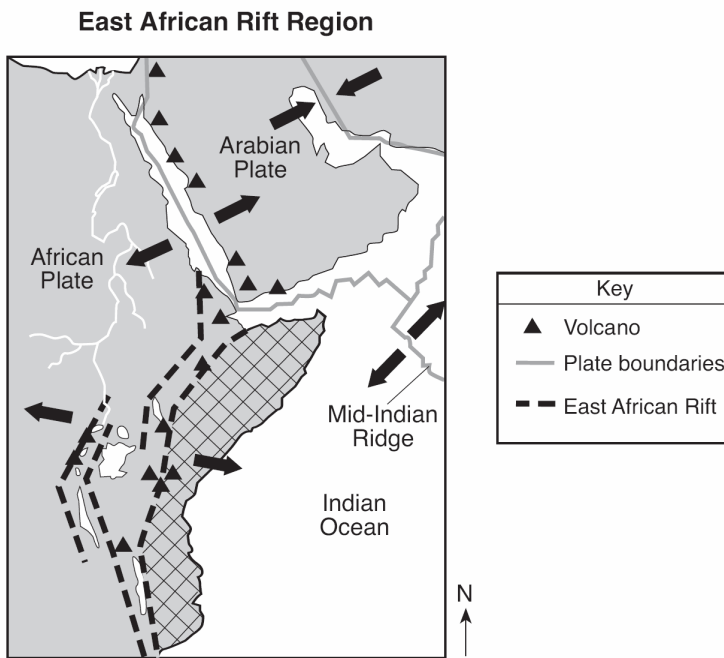 East African Rift Region
Arabian
Plate
African
Plate
Mid-Indian
Ridge
Indian
Ocean
Key
Volcano
Plate boundaries
East African Rift
N